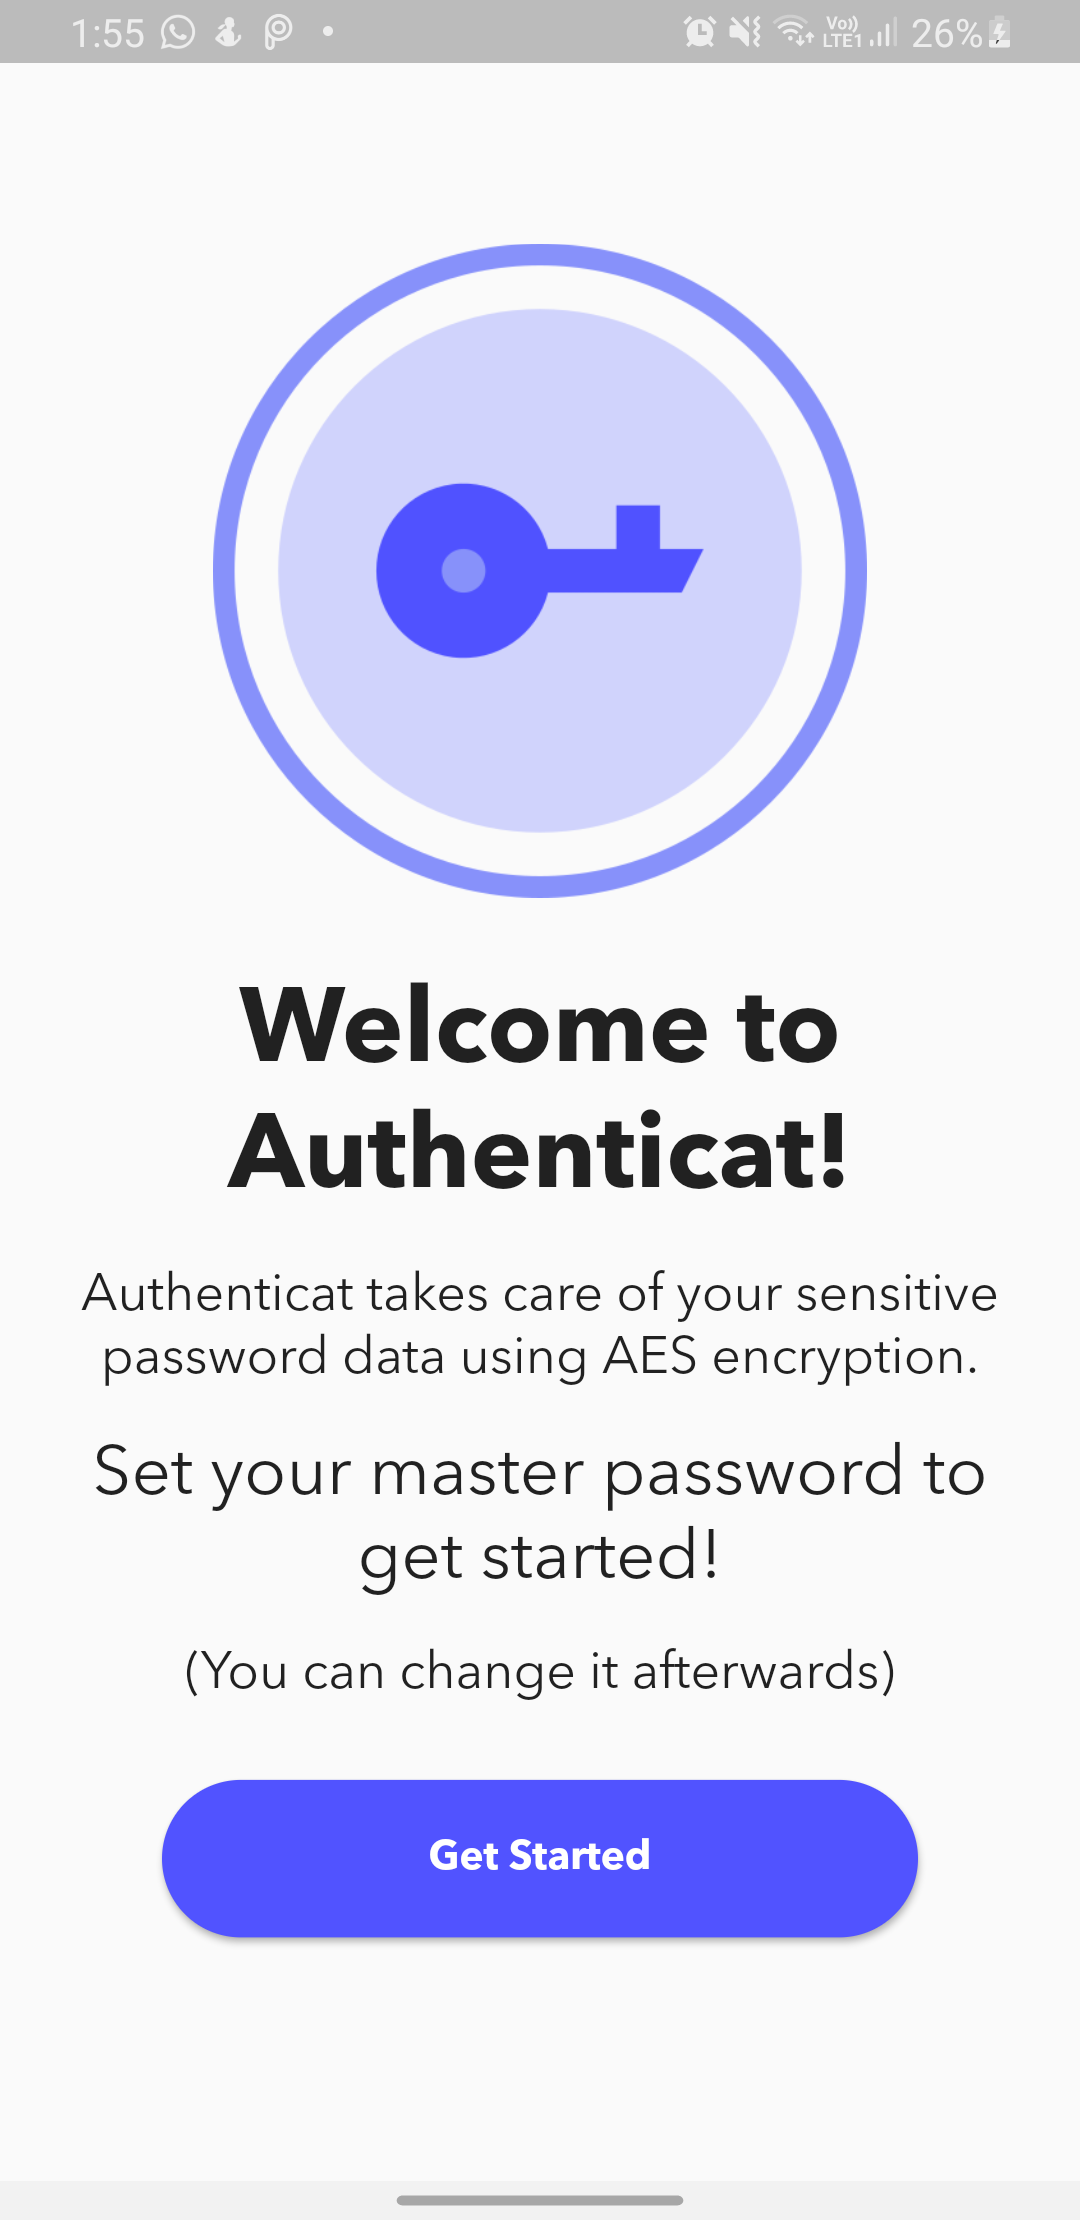 1:55
Vo)) LTE1 26%
Welcome to
Authenticat!
Authenticat takes care of your sensitive
password data using AES encryption.
Set your master password to
get started!
(You can change it afterwards)
Get Started